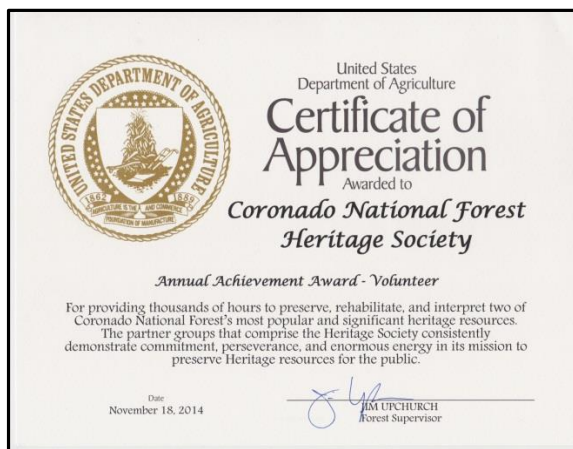 UNITED STATES DEPARTMENT OF AGRICULTURE
1862 1889
AGRICULTURE IS THE AND COMMERCE
FOUNDATION OF MANUFACTURE
United States
Department of Agriculture
Certificate of
Appreciation
Awarded to
Coronado National Forest
Heritage Society
Annual Achievement Award - Volunteer
For providing thousands of hours to preserve, rehabilitate, and interpret two of
Coronado National Forest's most popular and significant heritage resources.
The partner groups that comprise the Heritage Society consistently
demonstrate commitment, perseverance, and enormous energy in its mission to
preserve Heritage resources for the public.
Date
November 18, 2014
JIM UPCHURCH
Forest Supervisor